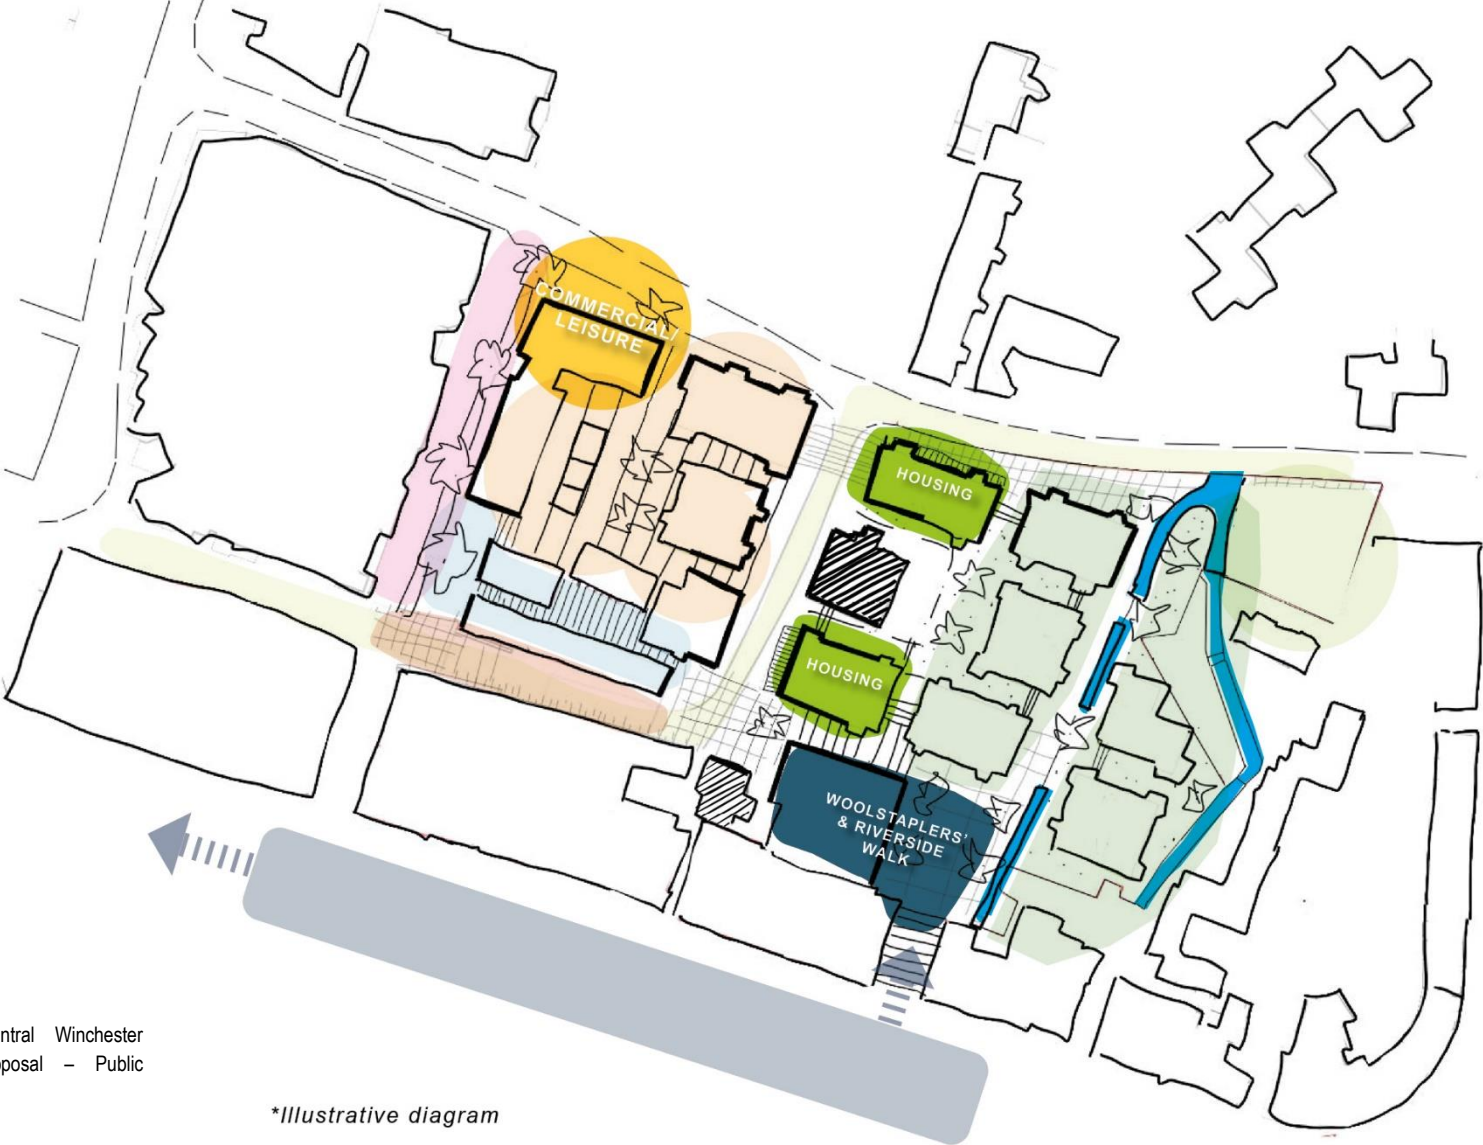 COMMERCIAL/
LEISURE
HOUSING
HOUSING
WOOLSTAPLERS'
& RIVERSIDE
WALK
ntral Winchester
posal – Public
*Illustrative diagram